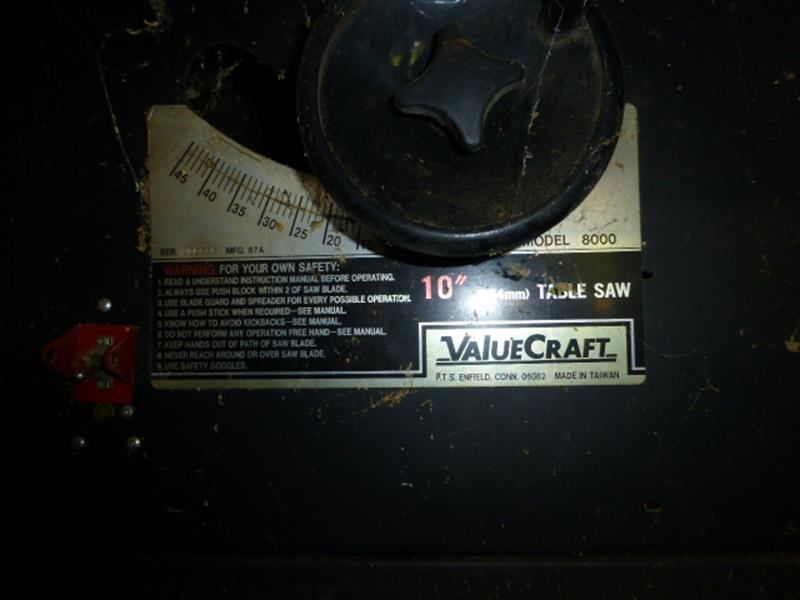 45 40 35 30 25 20
SER. MFG. 87A
MODEL 8000
WARNING: FOR YOUR OWN SAFETY:
1. READ & UNDERSTAND INSTRUCTION MANUAL BEFORE OPERATING.
2. ALWAYS USE PUSH BLOCK WITHIN 2 OF SAW BLADE.
3. USE BLADE GUARD AND SPREADER FOR EVERY POSSIBLE OPERATION.
4. USE A PUSH STICK WHEN REQUIRED—SEE MANUAL.
5. KNOW HOW TO AVOID KICKBACKS—SEE MANUAL.
6. DO NOT PERFORM ANY OPERATION FREE HAND—SEE MANUAL.
7. KEEP HANDS OUT OF PATH OF SAW BLADE.
8. NEVER REACH AROUND OR OVER SAW BLADE.
9. USE SAFETY GOGGLES.
10" 4mm) TABLE SAW
VALUECRAFT
P.T.S. ENFIELD, CONN. 06082 MADE IN TAIWAN